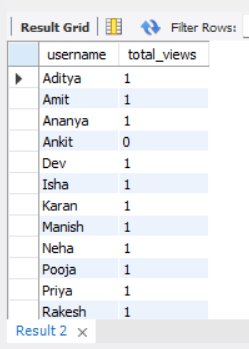 Result Grid Filter Rows:
username total_views
Aditya 1
Amit 1
Ananya 1
Ankit 0
Dev 1
Isha 1
Karan 1
Manish 1
Neha 1
Pooja 1
Priya 1
Rakesh 1
Result 2 ×